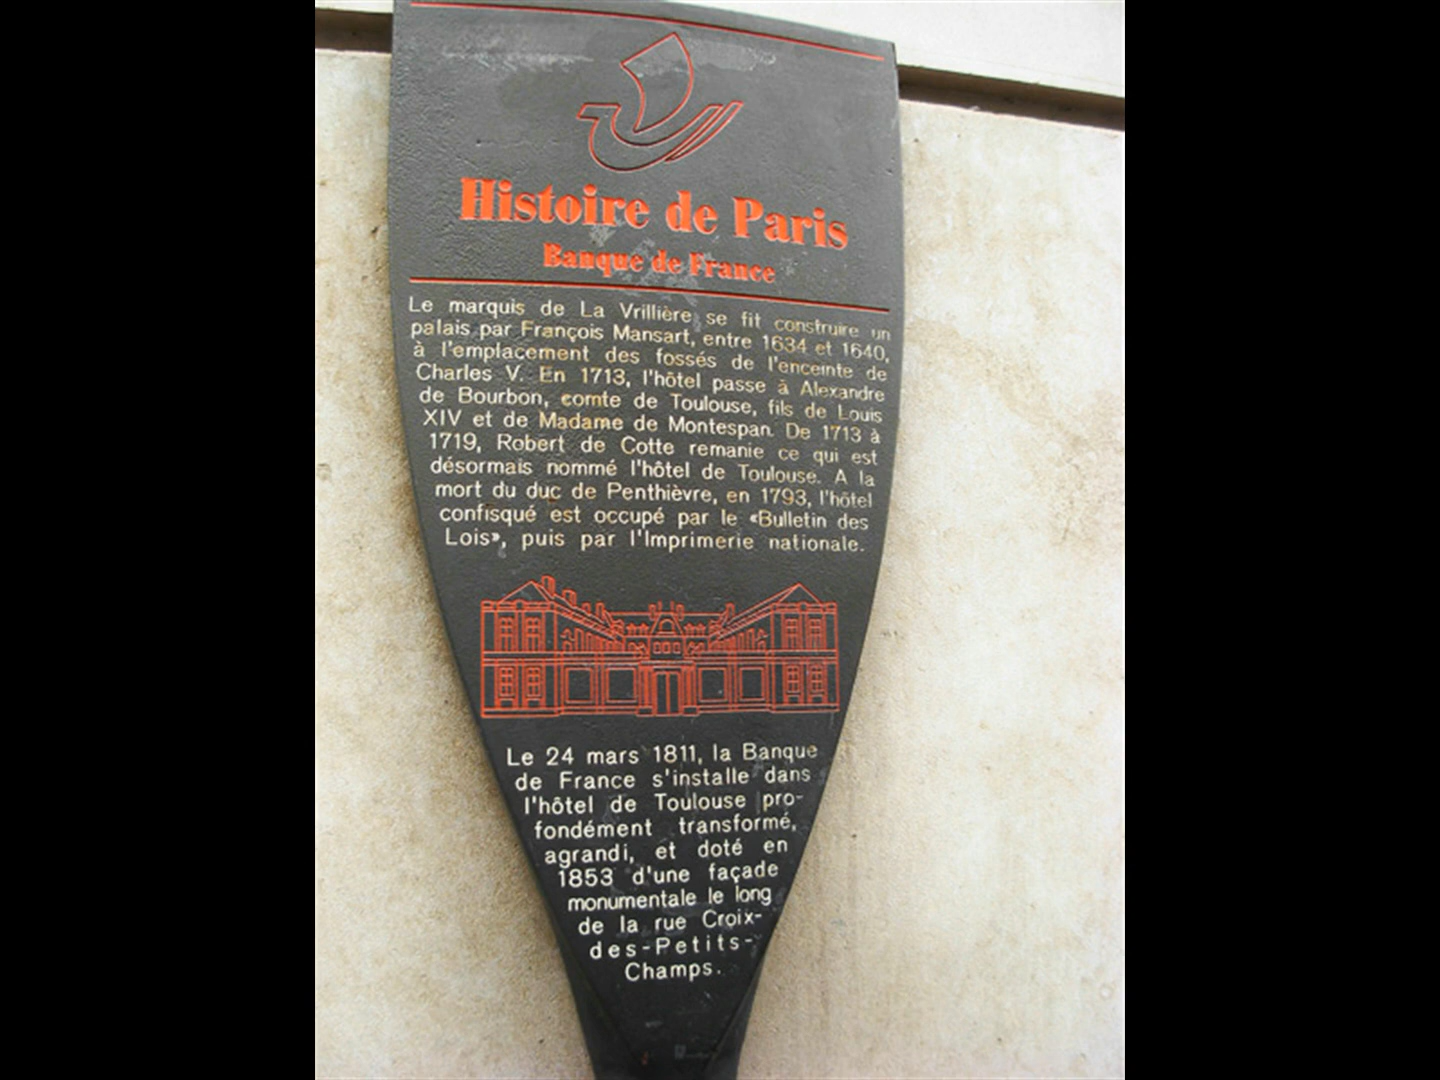 Histoire de Paris
Banque de France
Le marquis de La Vrillière se fit construire un
palais par François Mansart, entre 1634 et 1640,
à l'emplacement des fossés de l'enceinte de
Charles V. En 1713, l'hôtel passe à Alexandre
de Bourbon, comte de Toulouse, fils de Louis
XIV et de Madame de Montespan. De 1713 à
1719, Robert de Cotte remanie ce qui est
désormais nommé l'hôtel de Toulouse. A la
mort du duc de Penthièvre, en 1793, l'hôtel
confisqué est occupé par le «Bulletin des
Lois», puis par l'Imprimerie nationale.
Le 24 mars 1811, la Banque
de France s'installe dans
l'hôtel de Toulouse pro-
fondément transformé,
agrandi, et doté en
1853 d'une façade
monumentale le long
de la rue Croix-
des-Petits-
Champs.